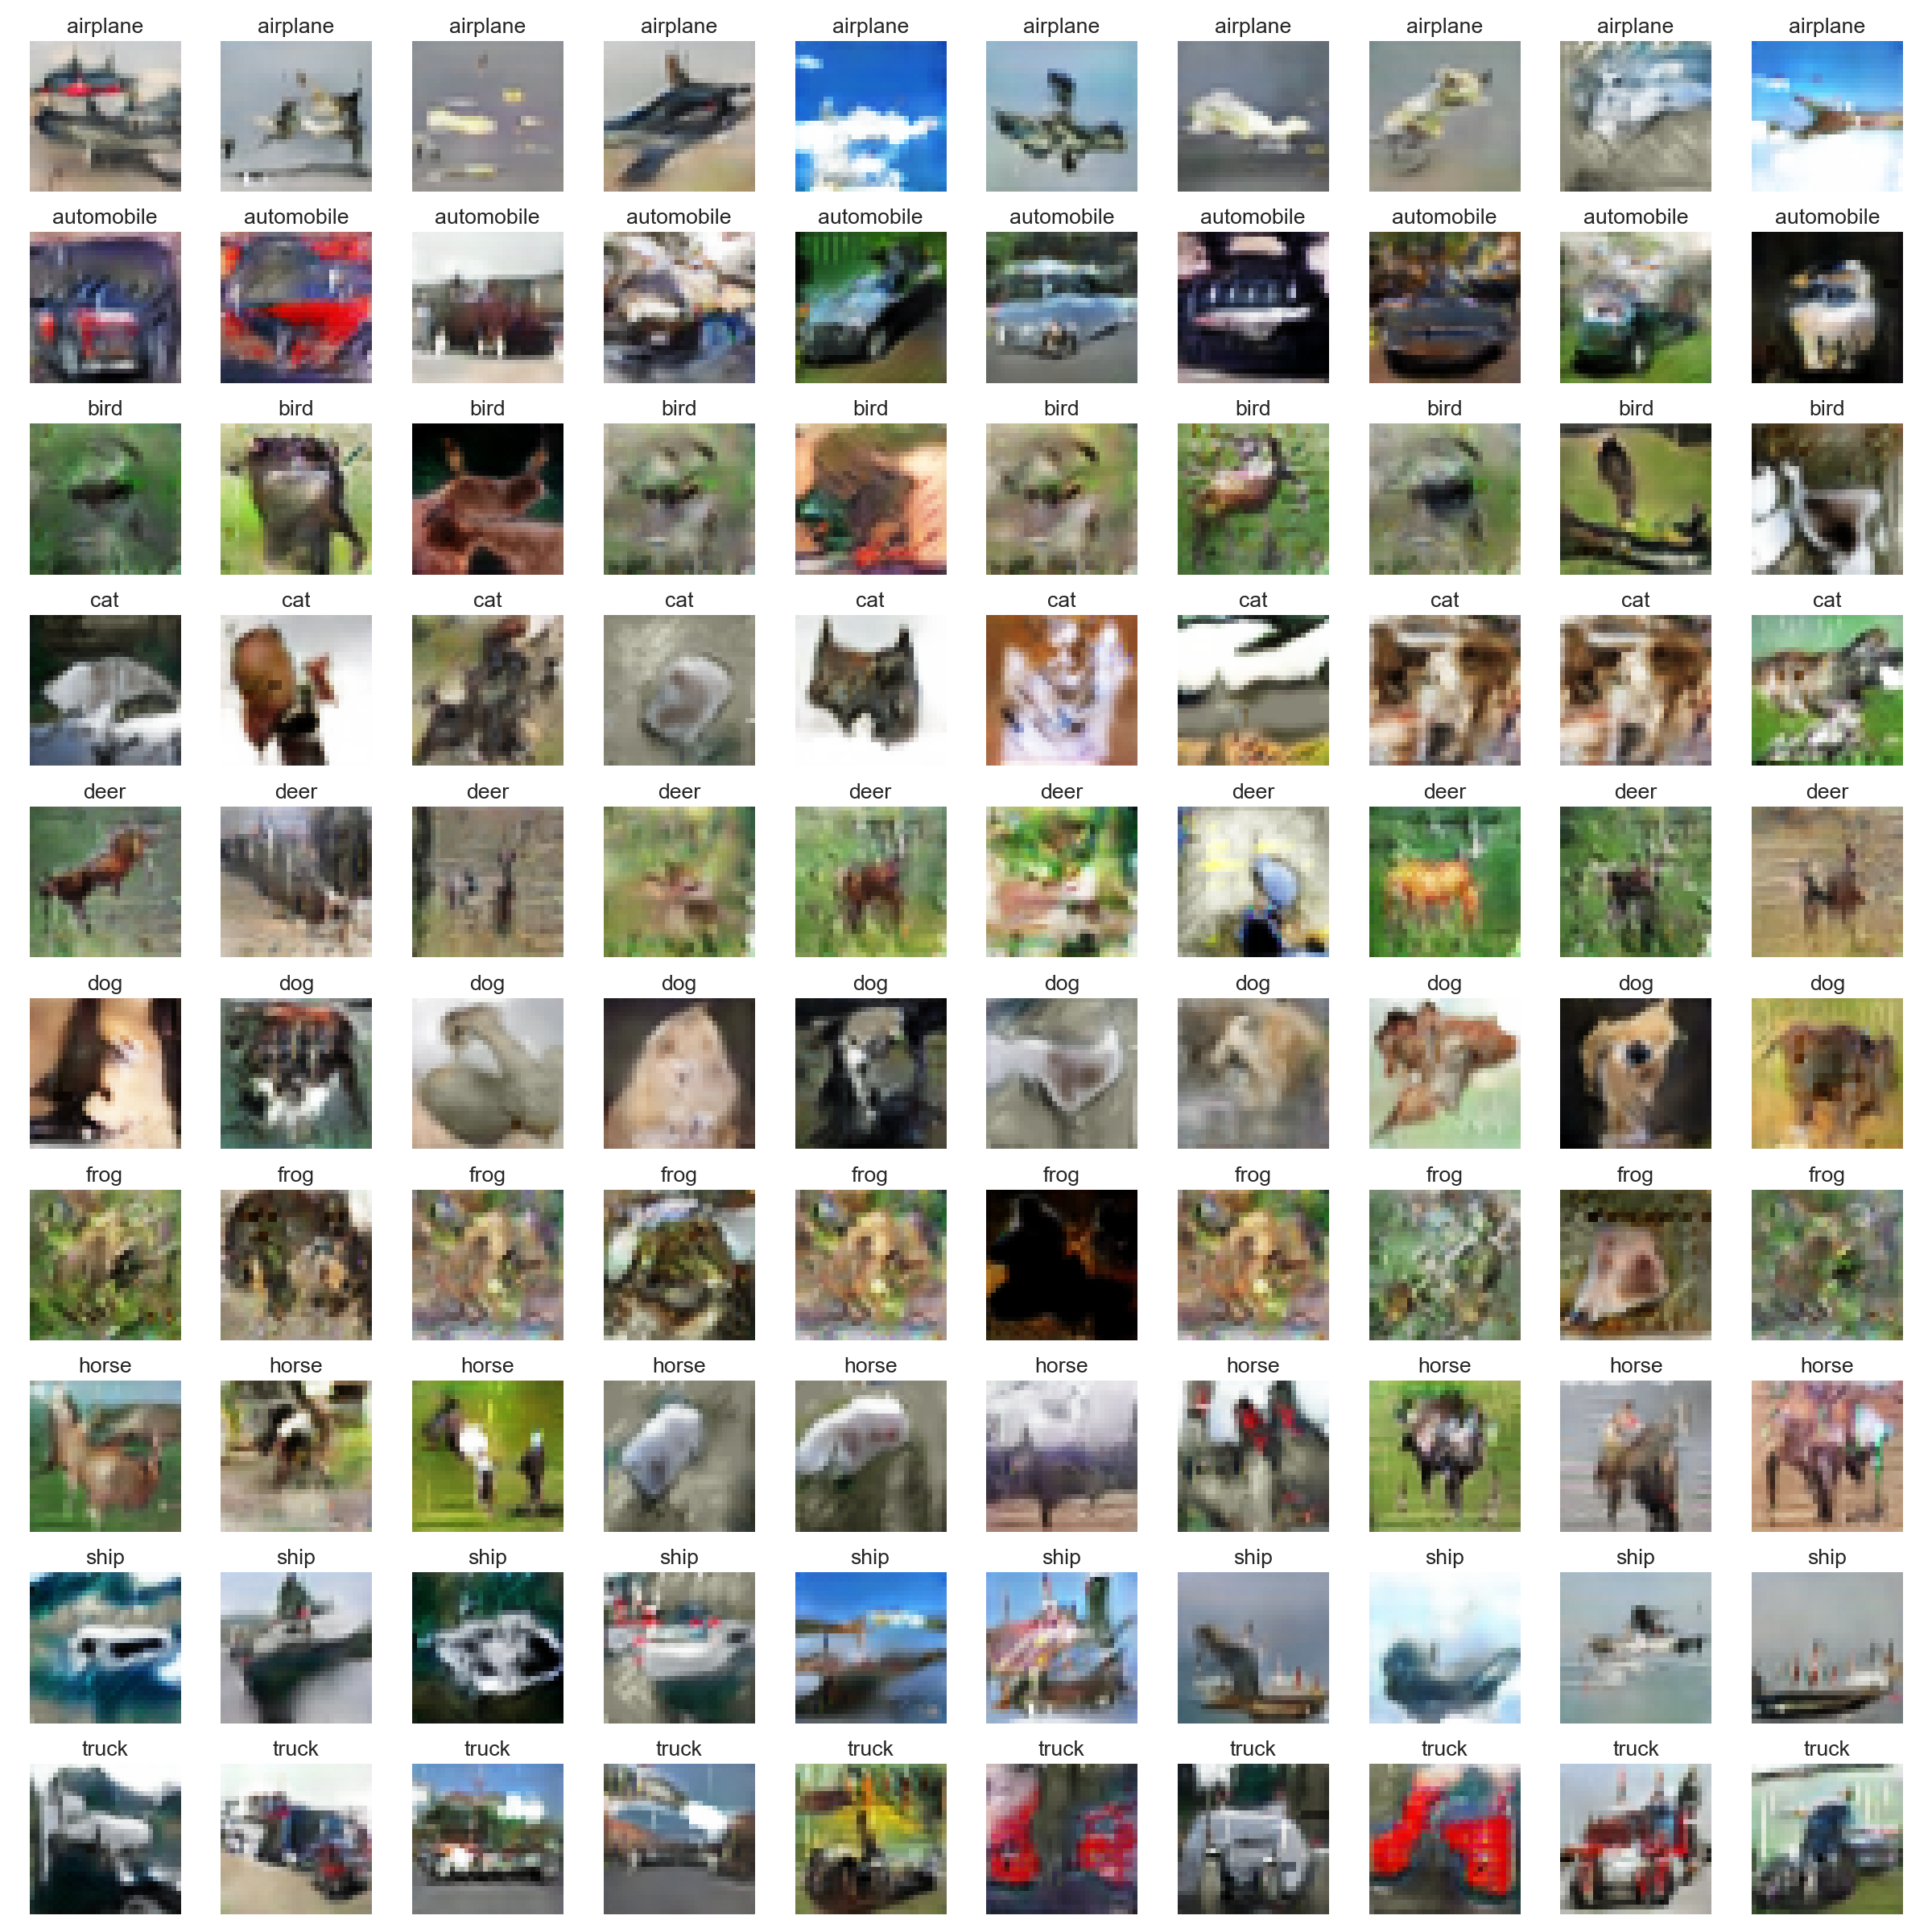 airplane airplane airplane airplane airplane airplane airplane airplane airplane airplane
automobile automobile automobile automobile automobile automobile automobile automobile automobile automobile
bird bird bird bird bird bird bird bird bird bird
cat cat cat cat cat cat cat cat cat cat
deer deer deer deer deer deer deer deer deer deer
dog dog dog dog dog dog dog dog dog dog
frog frog frog frog frog frog frog frog frog frog
horse horse horse horse horse horse horse horse horse horse
ship ship ship ship ship ship ship ship ship ship
truck truck truck truck truck truck truck truck truck truck